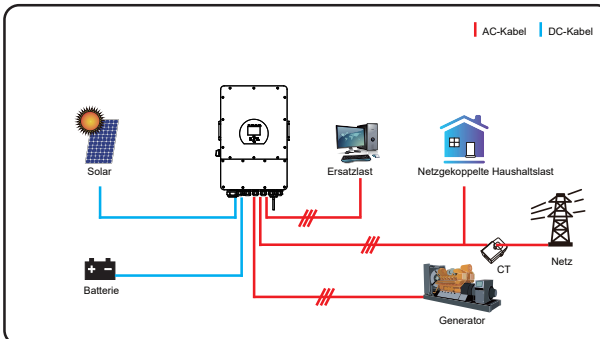 AC-Kabel
DC-Kabel
Solar
Ersatzlast
Netzgekoppelte Haushaltslast
Batterie
CT
Netz
Generator